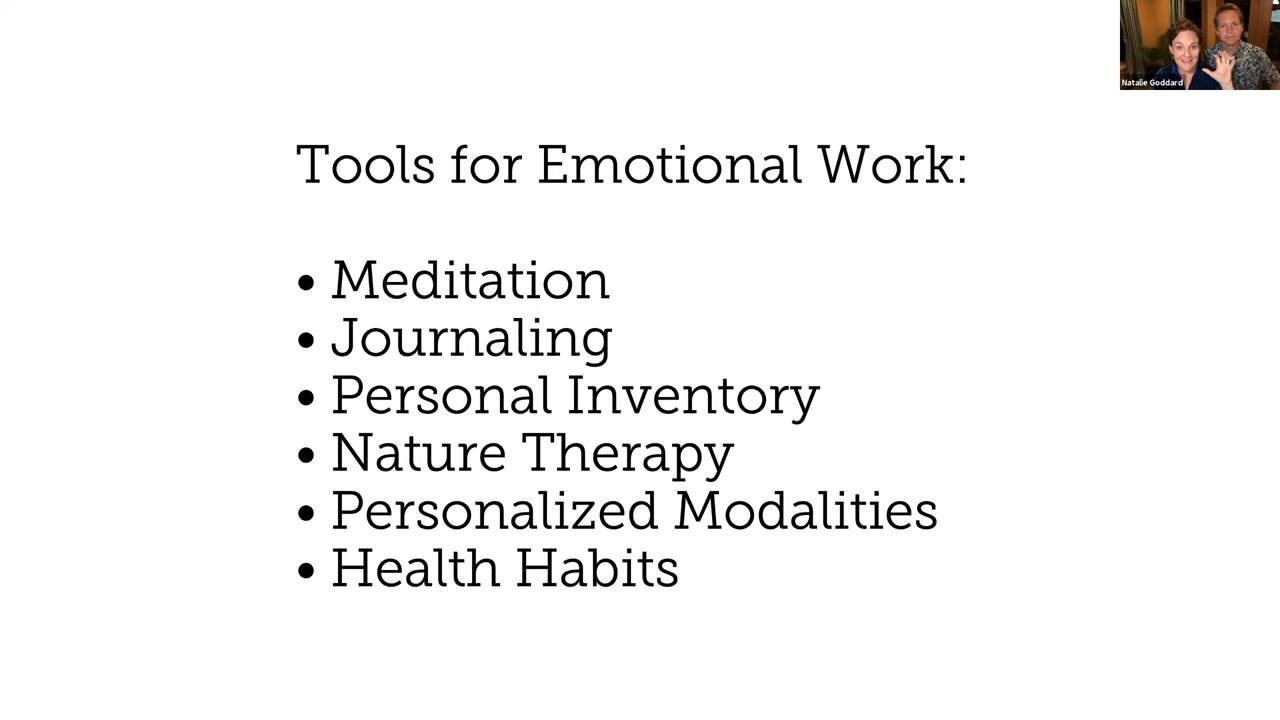 Natalie Goddard
Tools for Emotional Work:
• Meditation
• Journaling
• Personal Inventory
• Nature Therapy
• Personalized Modalities
• Health Habits